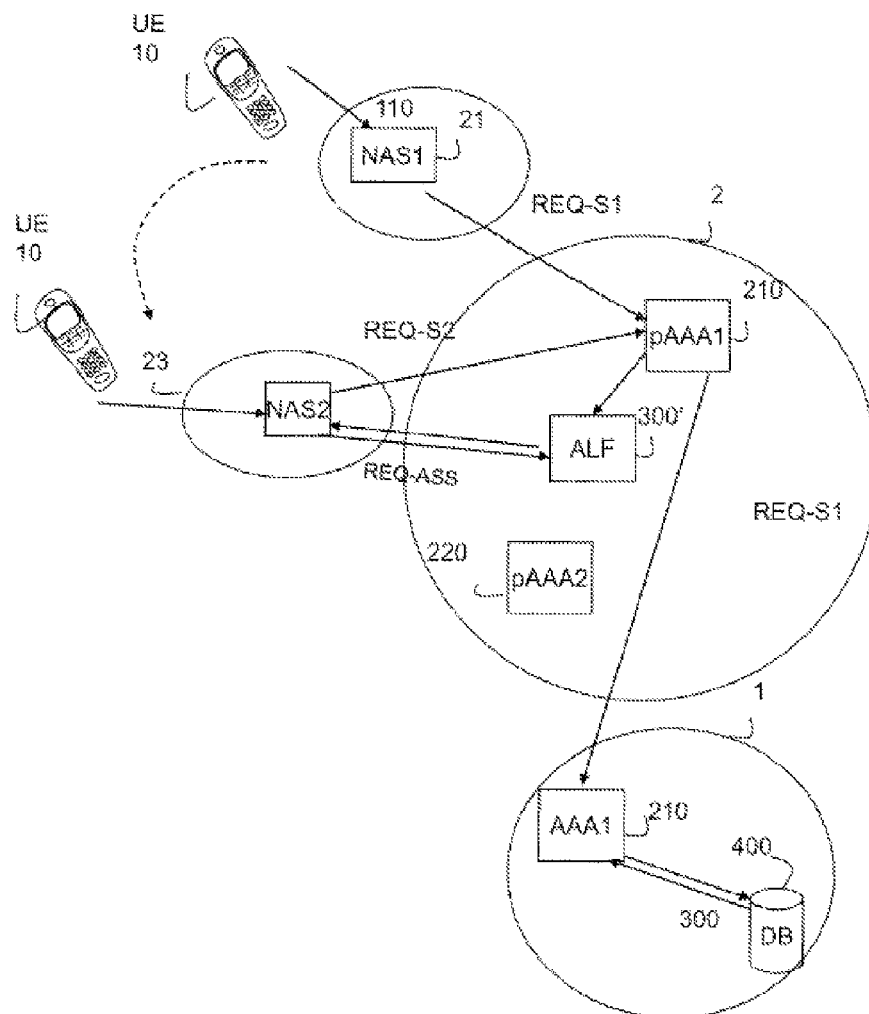 UE
10
110
21
NAS1
REQ-S1
2
UE
10
210
pAAA1
REQ-S2
23
NAS2
300'
ALF
REQ-ASS
REQ-S1
220
pAAA2
1
AAA1
210
400
300
DB